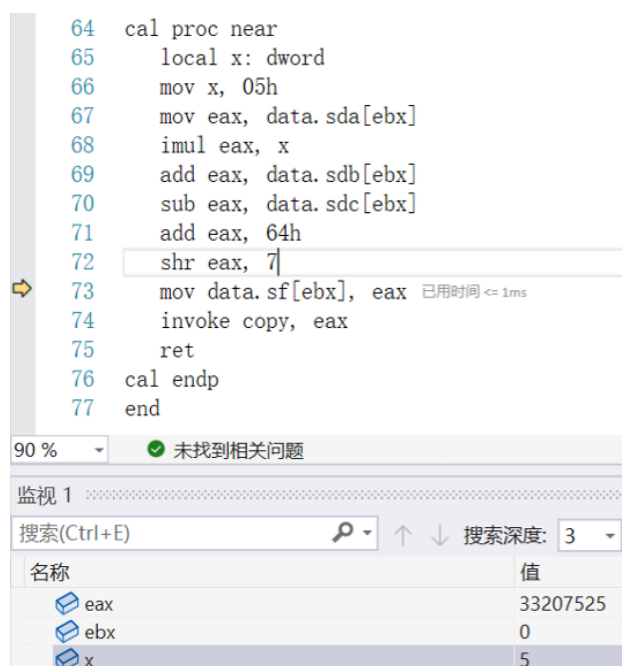 64 cal proc near
65 local x: dword
66 mov x, 05h
67 mov eax, data.sda[ebx]
68 imul eax, x
69 add eax, data.sdb[ebx]
70 sub eax, data.sdc[ebx]
71 add eax, 64h
72 shr eax, 7
73 mov data.sf[ebx], eax 已用时间 <= 1ms
74 invoke copy, eax
75 ret
76 cal endp
77 end
90 % 未找到相关问题
监视 1
搜索(Ctrl+E) 搜索深度: 3
名称 值
eax 33207525
ebx 0
x 5